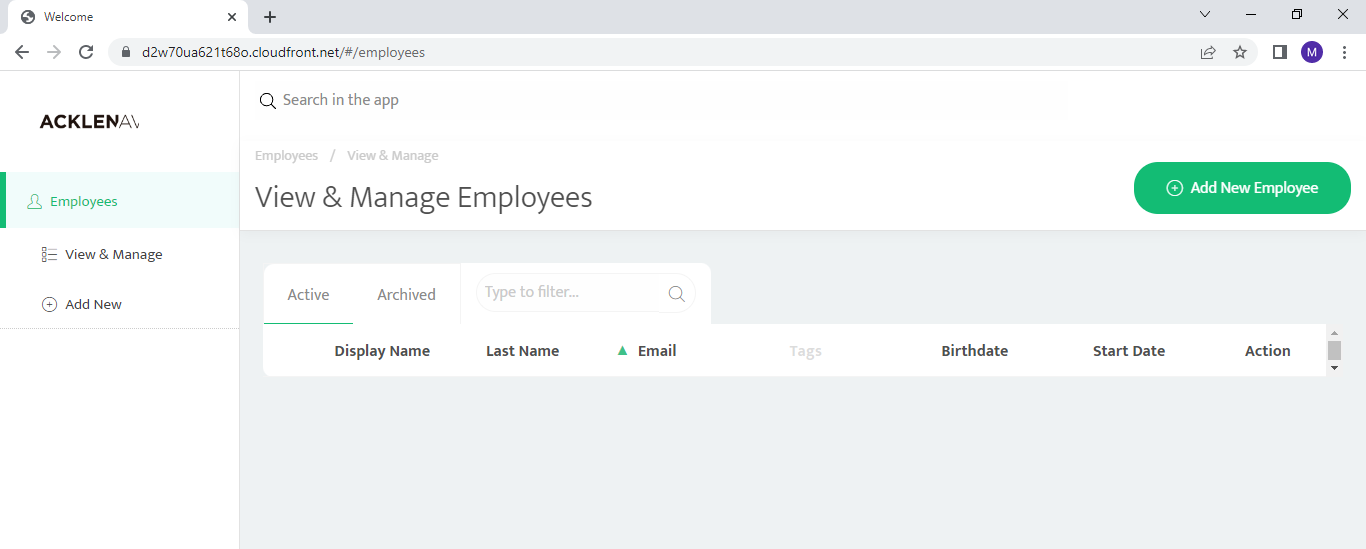 Welcome
d2w70ua621t68o.cloudfront.net/#/employees
M
ACKLENAV
Search in the app
Employees / View & Manage
View & Manage Employees
Add New Employee
Employees
View & Manage
Add New
Active Archived Type to filter...
Display Name Last Name Email Tags Birthdate Start Date Action